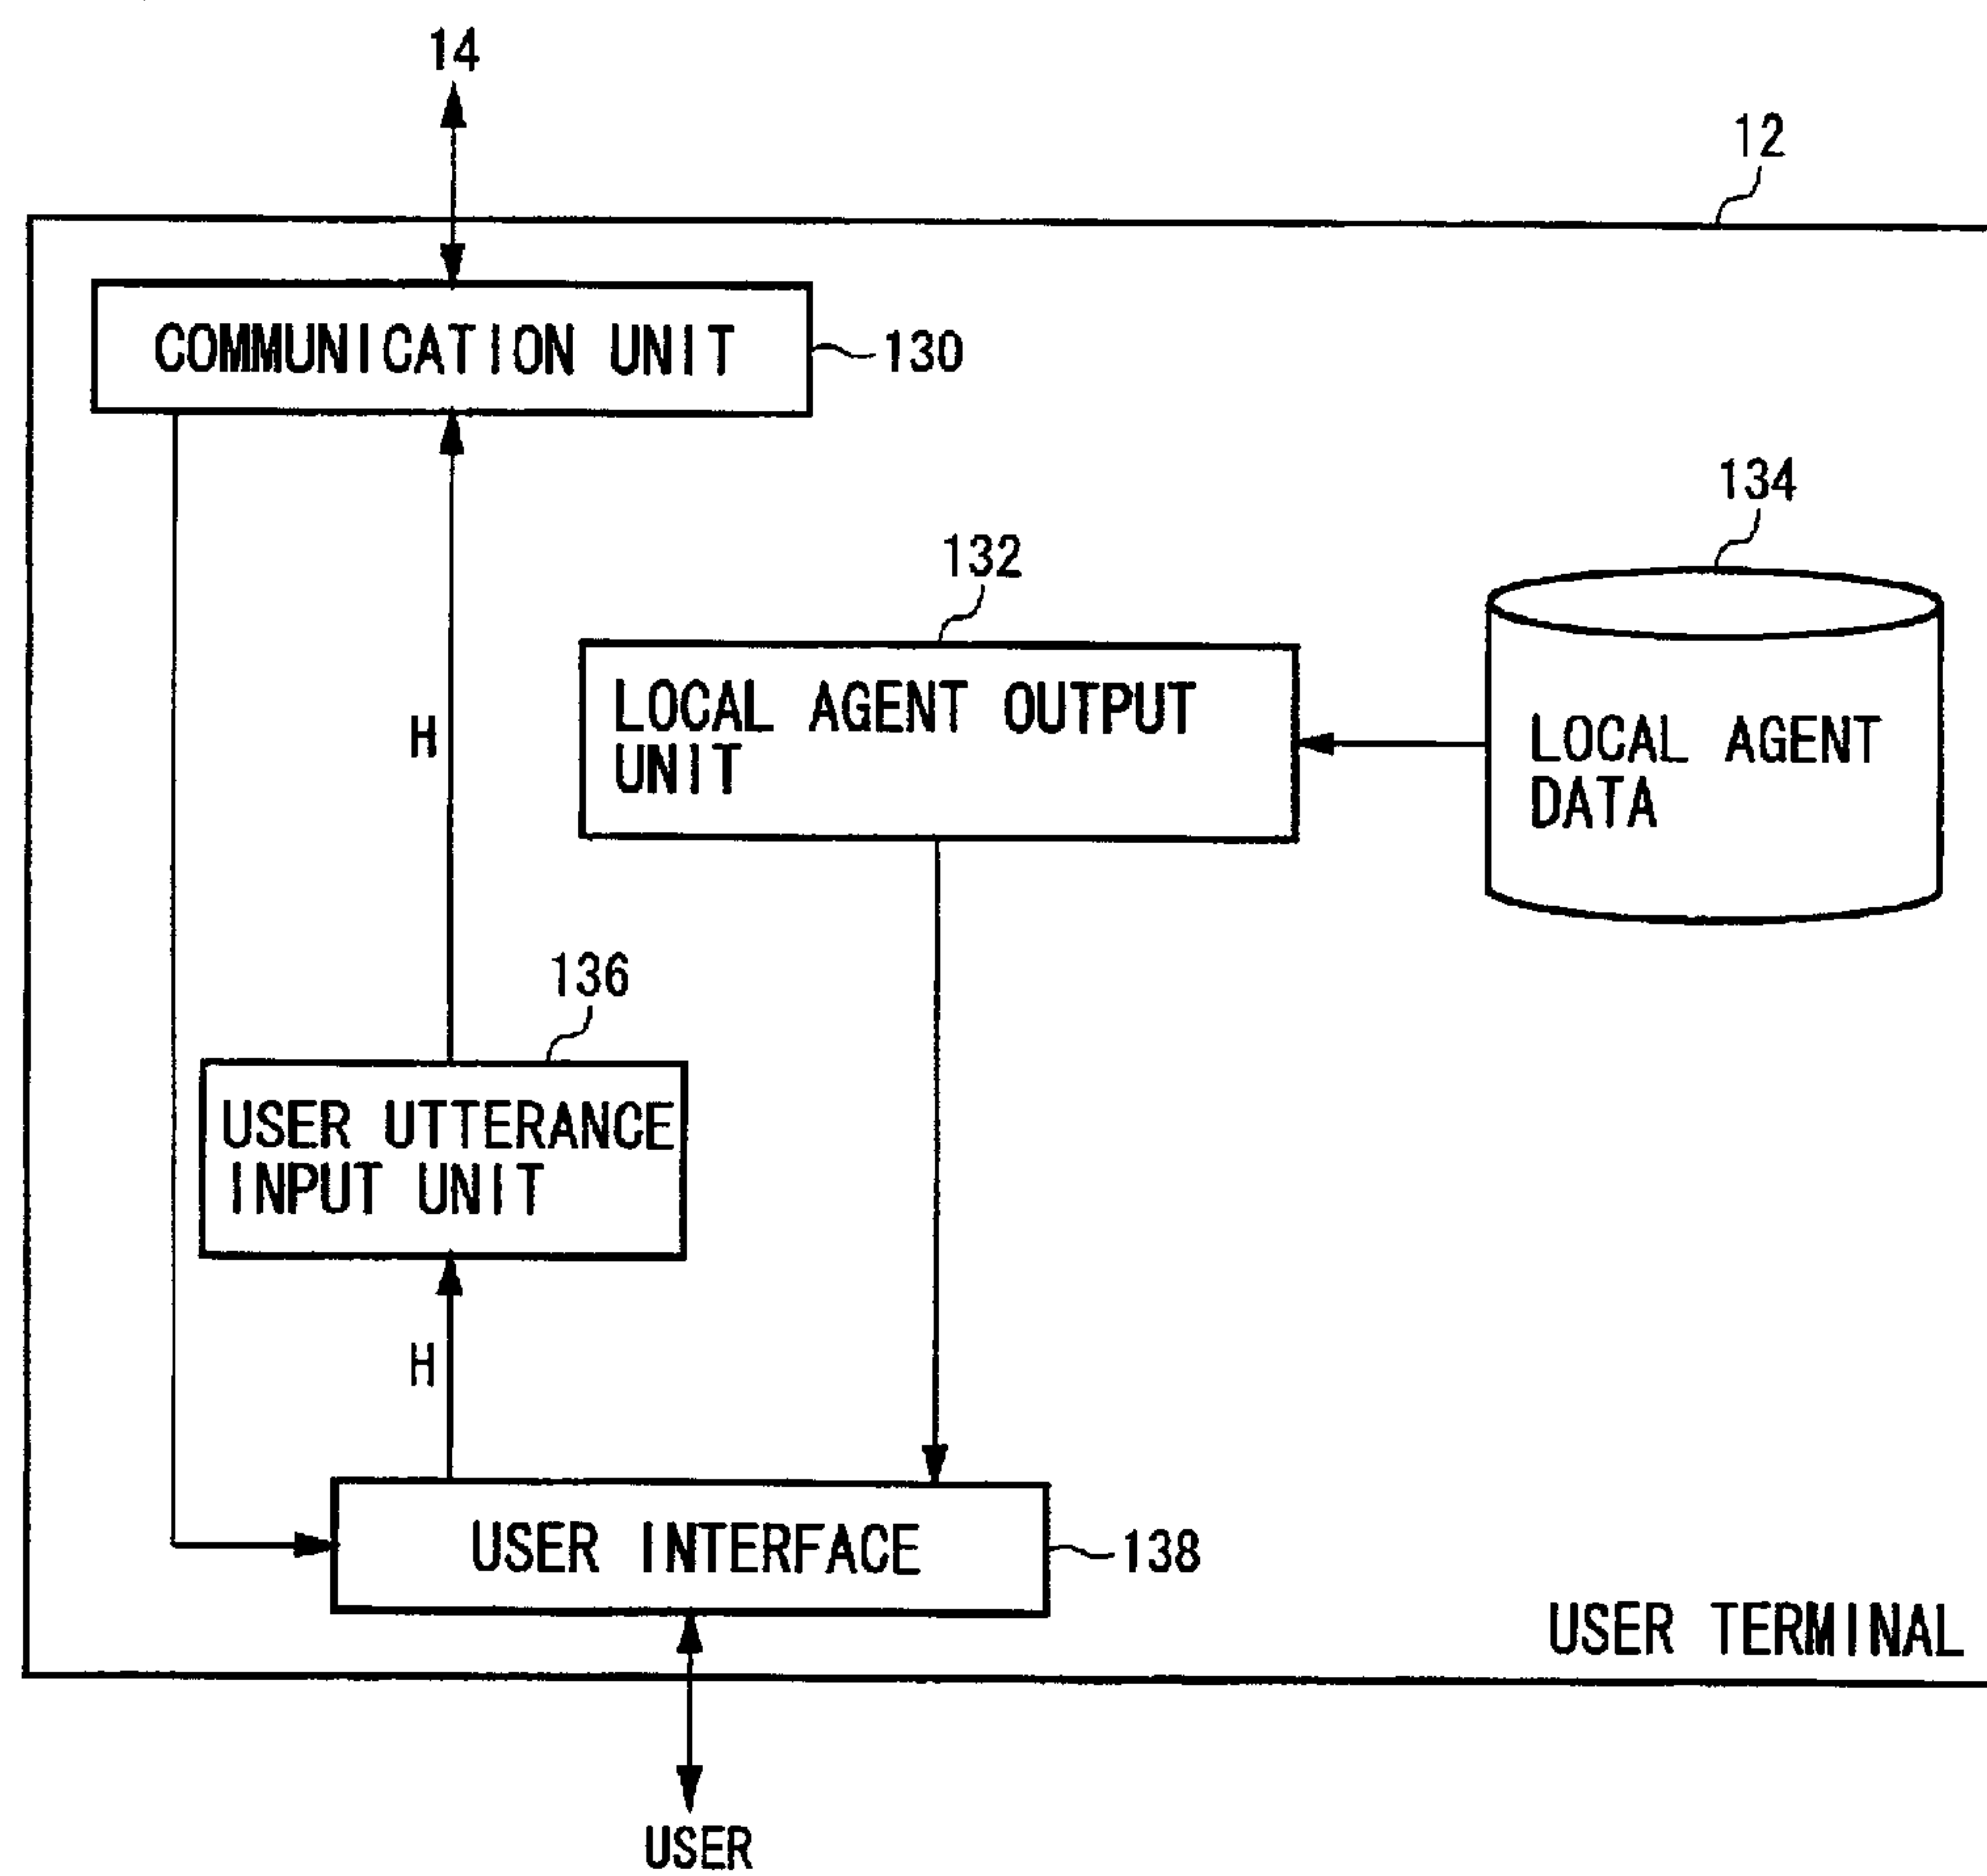 14
12
COMMUNICATION UNIT
130
134
132
LOCAL AGENT OUTPUT
UNIT
LOCAL AGENT
DATA
H
136
USER UTTERANCE
INPUT UNIT
H
USER INTERFACE
138
USER TERMINAL
USER